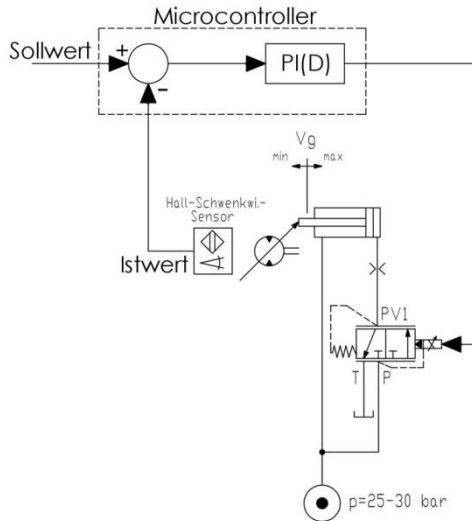 Microcontroller
Sollwert
+
-
PI(D)
Vg
min max
Hall-Schwenkwi.-
Sensor
Istwert
PV1
T P
p=25-30 bar